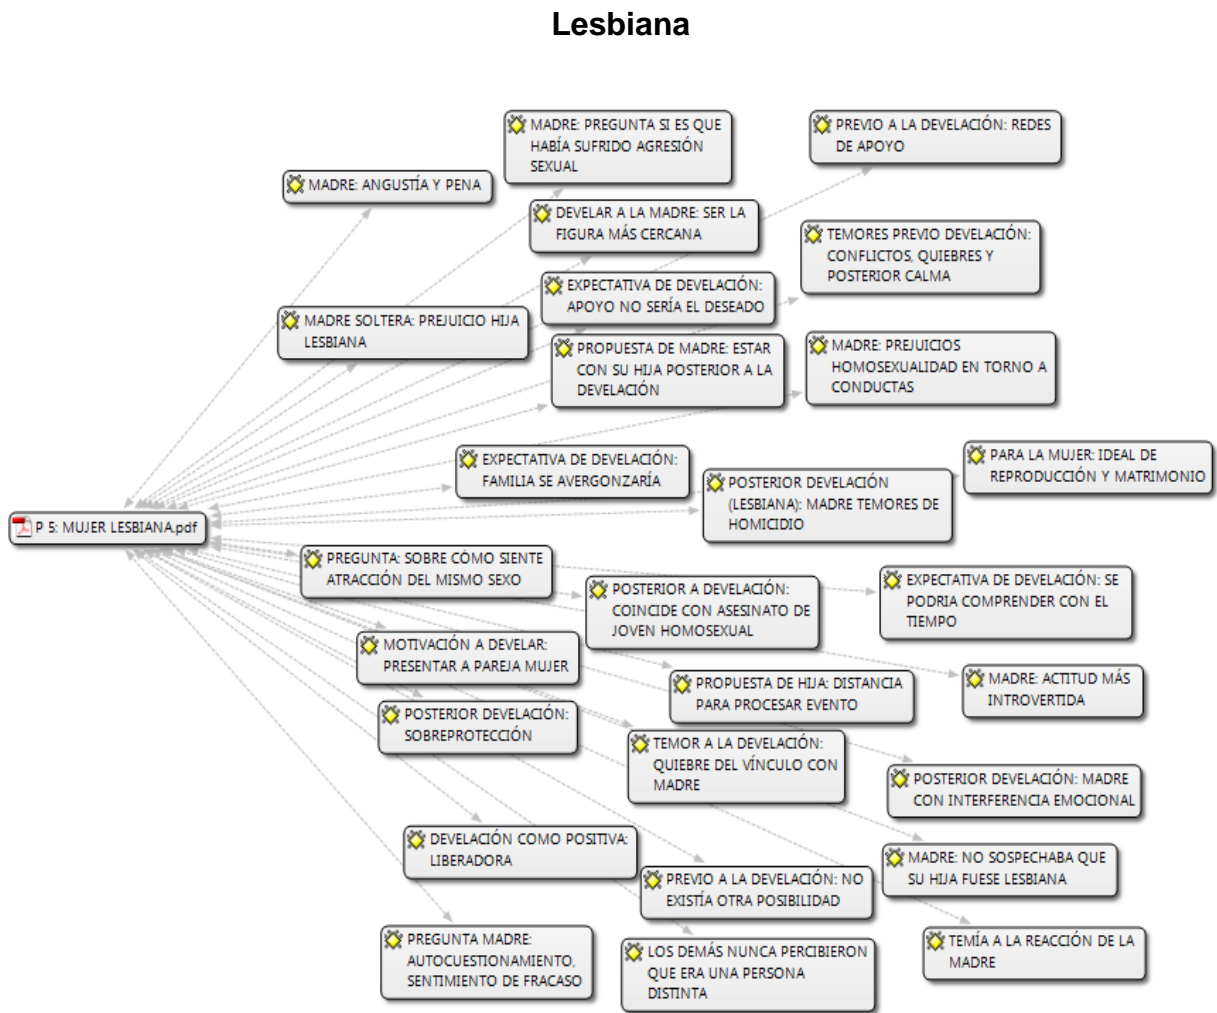 Lesbiana
MADRE: PREGUNTA SI ES QUE
HABÍA SUFRIDO AGRESIÓN
SEXUAL
PREVIO A LA DEVELACIÓN: REDES
DE APOYO
MADRE: ANGUSTÍA Y PENA
DEVELAR A LA MADRE: SER LA
FIGURA MÁS CERCANA
TEMORES PREVIO DEVELACIÓN:
CONFLICTOS, QUIEBRES Y
POSTERIOR CALMA
EXPECTATIVA DE DEVELACIÓN:
APOYO NO SERÍA EL DESEADO
MADRE SOLTERA: PREJUICIO HIJA
LESBIANA
PROPUESTA DE MADRE: ESTAR
CON SU HIJA POSTERIOR A LA
DEVELACIÓN
MADRE: PREJUICIOS
HOMOSEXUALIDAD EN TORNO A
CONDUCTAS
EXPECTATIVA DE DEVELACIÓN:
FAMILIA SE AVERGONZARÍA
PARA LA MUJER: IDEAL DE
REPRODUCCIÓN Y MATRIMONIO
POSTERIOR DEVELACIÓN
(LESBIANA): MADRE TEMORES DE
HOMICIDIO
P 5: MUJER LESBIANA.pdf
PREGUNTA: SOBRE CÓMO SIENTE
ATRACCIÓN DEL MISMO SEXO
POSTERIOR A DEVELACIÓN:
COINCIDE CON ASESINATO DE
JOVEN HOMOSEXUAL
EXPECTATIVA DE DEVELACIÓN: SE
PODRIA COMPRENDER CON EL
TIEMPO
MOTIVACIÓN A DEVELAR:
PRESENTAR A PAREJA MUJER
PROPUESTA DE HIJA: DISTANCIA
PARA PROCESAR EVENTO
MADRE: ACTITUD MÁS
INTROVERTIDA
POSTERIOR DEVELACIÓN:
SOBREPROTECCIÓN
TEMOR A LA DEVELACIÓN:
QUIEBRE DEL VÍNCULO CON
MADRE
POSTERIOR DEVELACIÓN: MADRE
CON INTERFERENCIA EMOCIONAL
DEVELACIÓN COMO POSITIVA:
LIBERADORA
MADRE: NO SOSPECHABA QUE
SU HIJA FUESE LESBIANA
PREVIO A LA DEVELACIÓN: NO
EXISTÍA OTRA POSIBILIDAD
PREGUNTA MADRE:
AUTOCUESTIONAMIENTO,
SENTIMIENTO DE FRACASO
LOS DEMÁS NUNCA PERCIBIERON
QUE ERA UNA PERSONA
DISTINTA
TEMÍA A LA REACCIÓN DE LA
MADRE